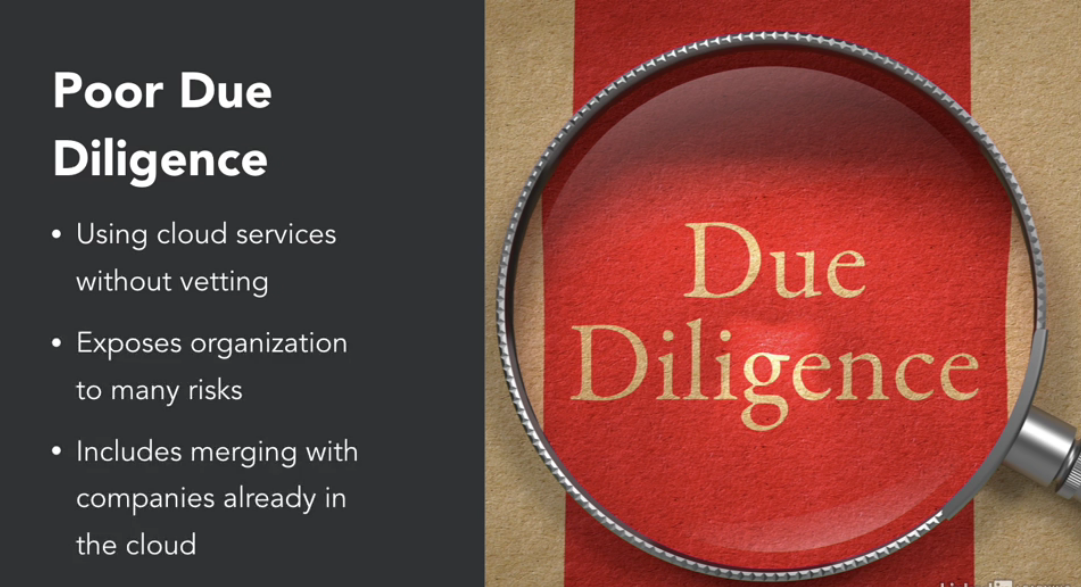 Poor Due
Diligence
• Using cloud services
without vetting
• Exposes organization
to many risks
• Includes merging with
companies already in
the cloud
Due
Diligence